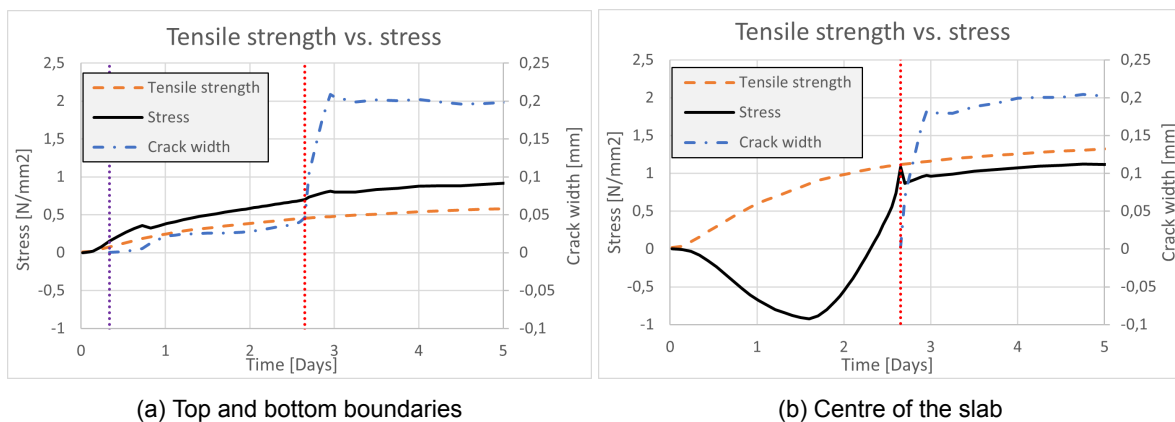 Tensile strength vs. stress
2,5
2
1,5
1
0,5
0
-0,5
-1
Stress [N/mm2]
Tensile strength
Stress
Crack width
0,25
0,2
0,15
0,1
0,05
0
-0,05
-0,1
Crack width [mm]
0 1 2 3 4 5
Time [Days]
(a) Top and bottom boundaries
Tensile strength vs. stress
2,5
2
1,5
1
0,5
0
-0,5
-1
Stress [N/mm2]
Tensile strength
Stress
Crack width
0,25
0,2
0,15
0,1
0,05
0
-0,05
-0,1
Crack width [mm]
0 1 2 3 4 5
Time [Days]
(b) Centre of the slab